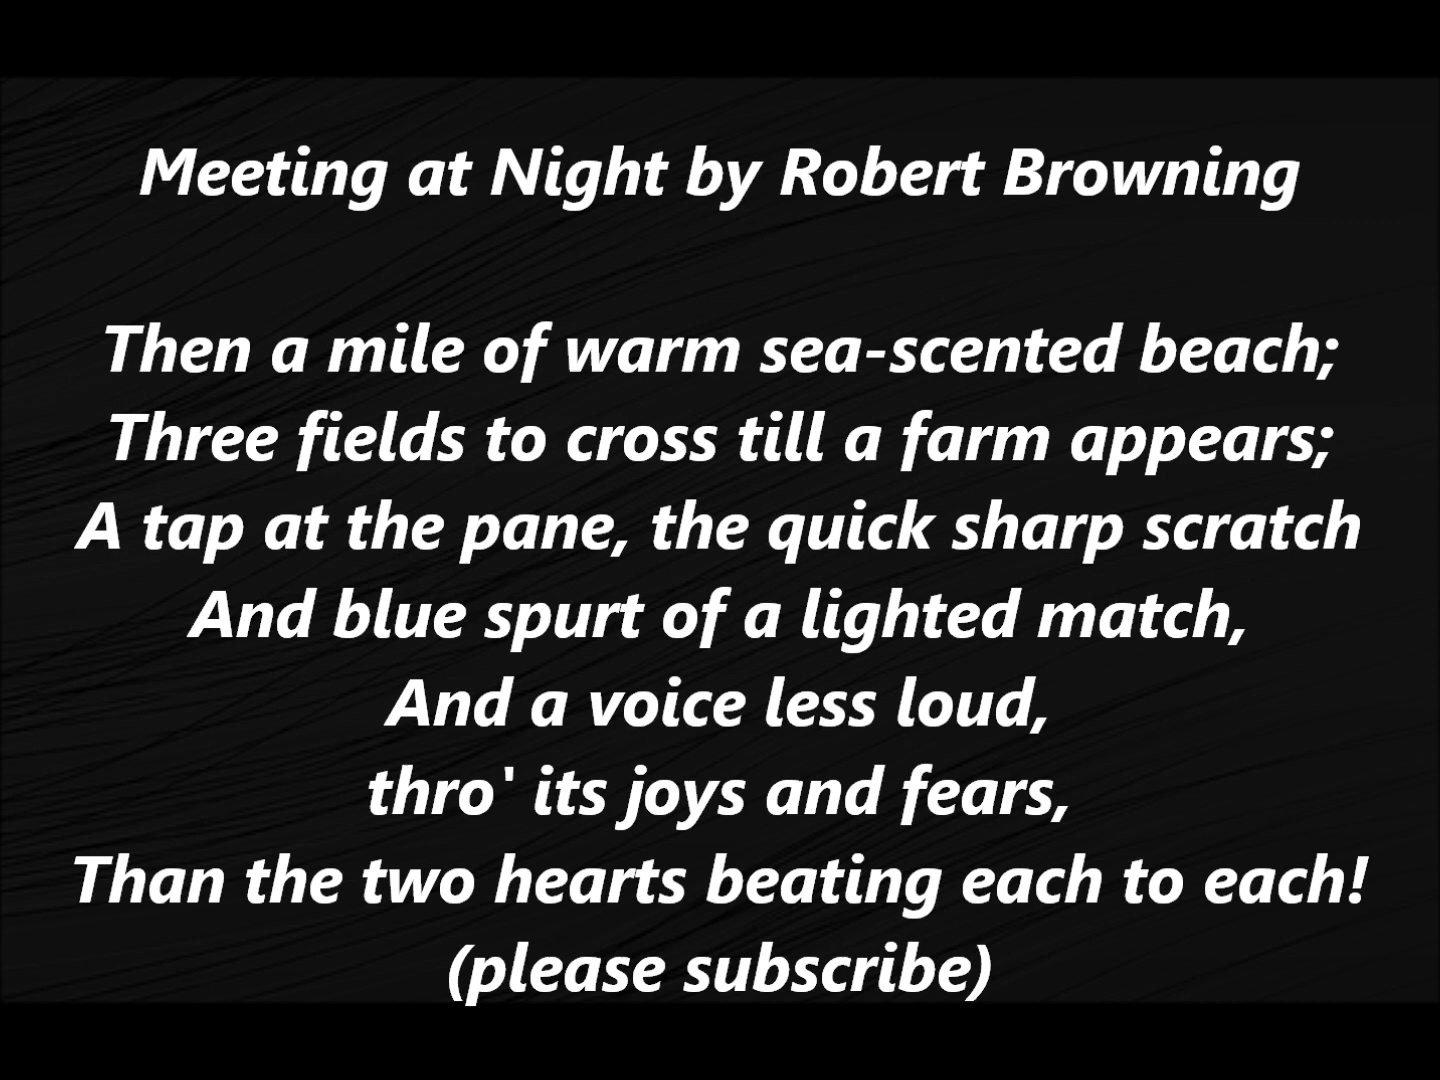 Meeting at Night by Robert Browning
Then a mile of warm sea-scented beach;
Three fields to cross till a farm appears;
A tap at the pane, the quick sharp scratch
And blue spurt of a lighted match,
And a voice less loud,
thro' its joys and fears,
Than the two hearts beating each to each!
(please subscribe)